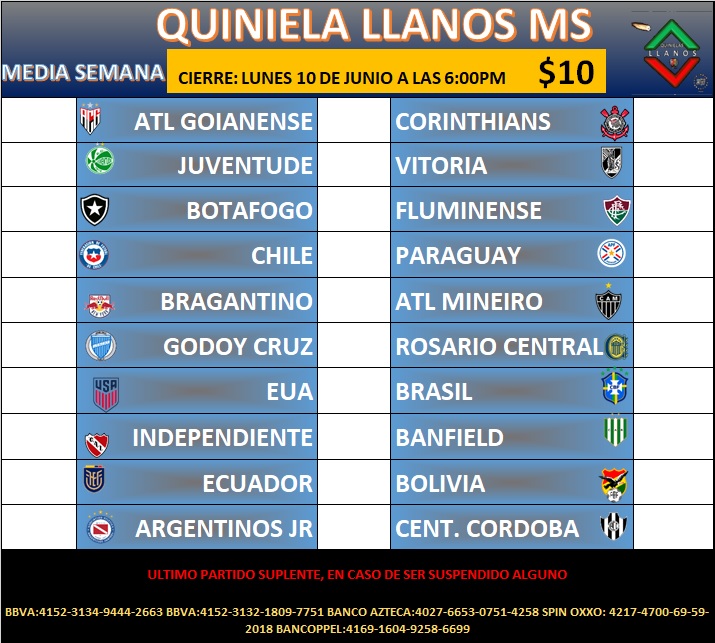 QUINIELA LLANOS MS
QUINIELAS
LLANOS
MS
MEDIA SEMANA CIERRE: LUNES 10 DE JUNIO A LAS 6:00PM $10
ATL GOIANENSE CORINTHIANS
JUVENTUDE VITORIA
BOTAFOGO FLUMINENSE
CHILE PARAGUAY
BRAGANTINO ATL MINEIRO
GODOY CRUZ ROSARIO CENTRAL
EUA BRASIL
INDEPENDIENTE BANFIELD
ECUADOR BOLIVIA
ARGENTINOS JR CENT. CORDOBA
ULTIMO PARTIDO SUPLENTE, EN CASO DE SER SUSPENDIDO ALGUNO
BBVA:4152-3134-9444-2663 BBVA:4152-3132-1809-7751 BANCO AZTECA:4027-6653-0751-4258 SPIN OXXO: 4217-4700-69-59-
2018 BANCOPPEL:4169-1604-9258-6699